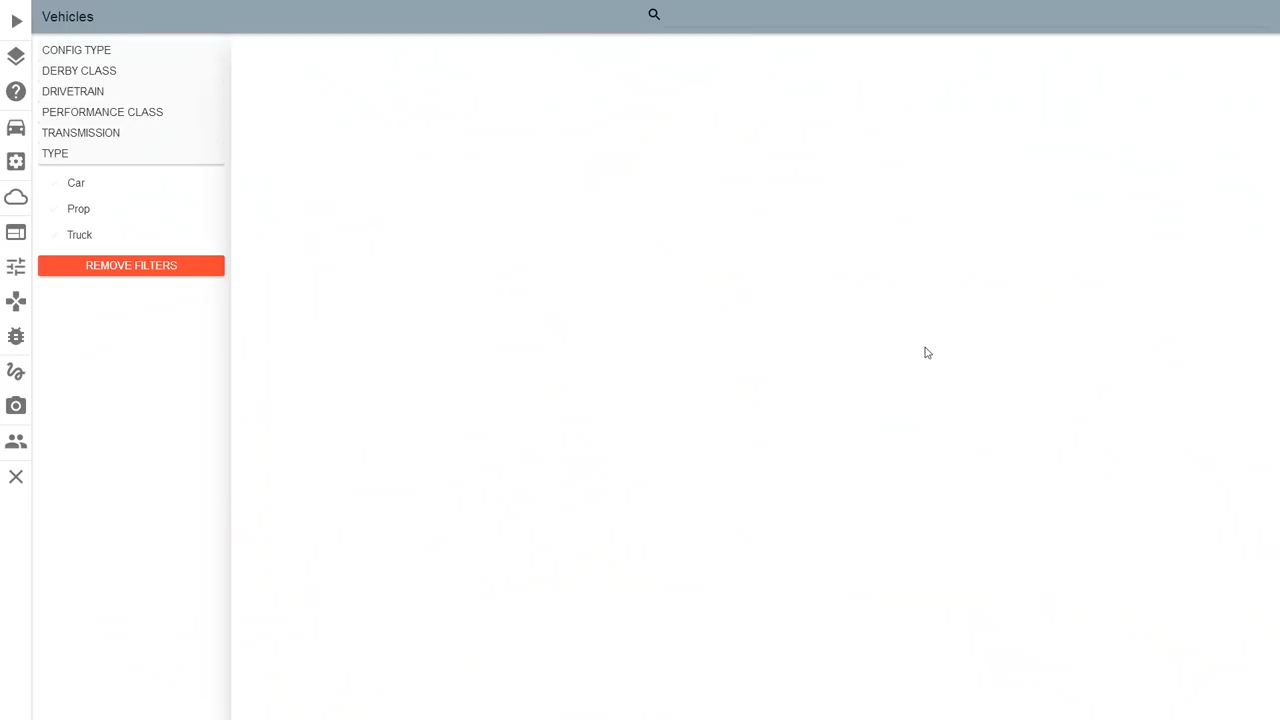 Vehicles
CONFIG TYPE
DERBY CLASS
DRIVETRAIN
PERFORMANCE CLASS
TRANSMISSION
TYPE
Car
Prop
Truck
REMOVE FILTERS